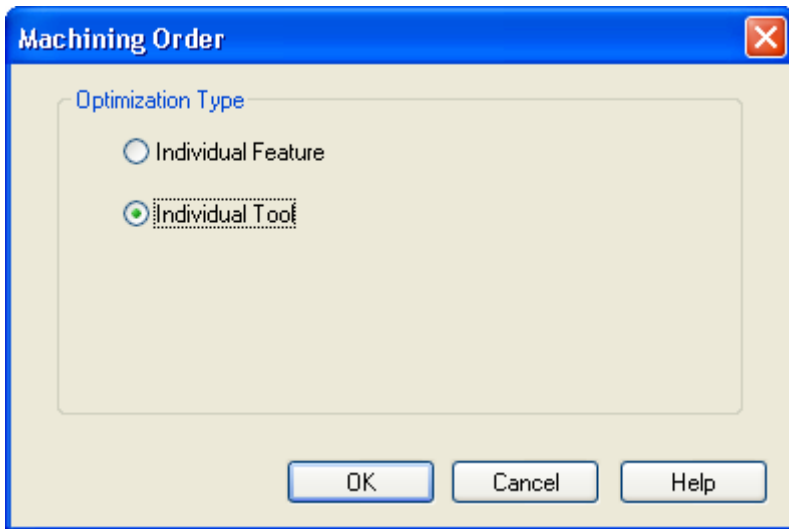 Machining Order
Optimization Type
Individual Feature
Individual Tool
OK Cancel Help